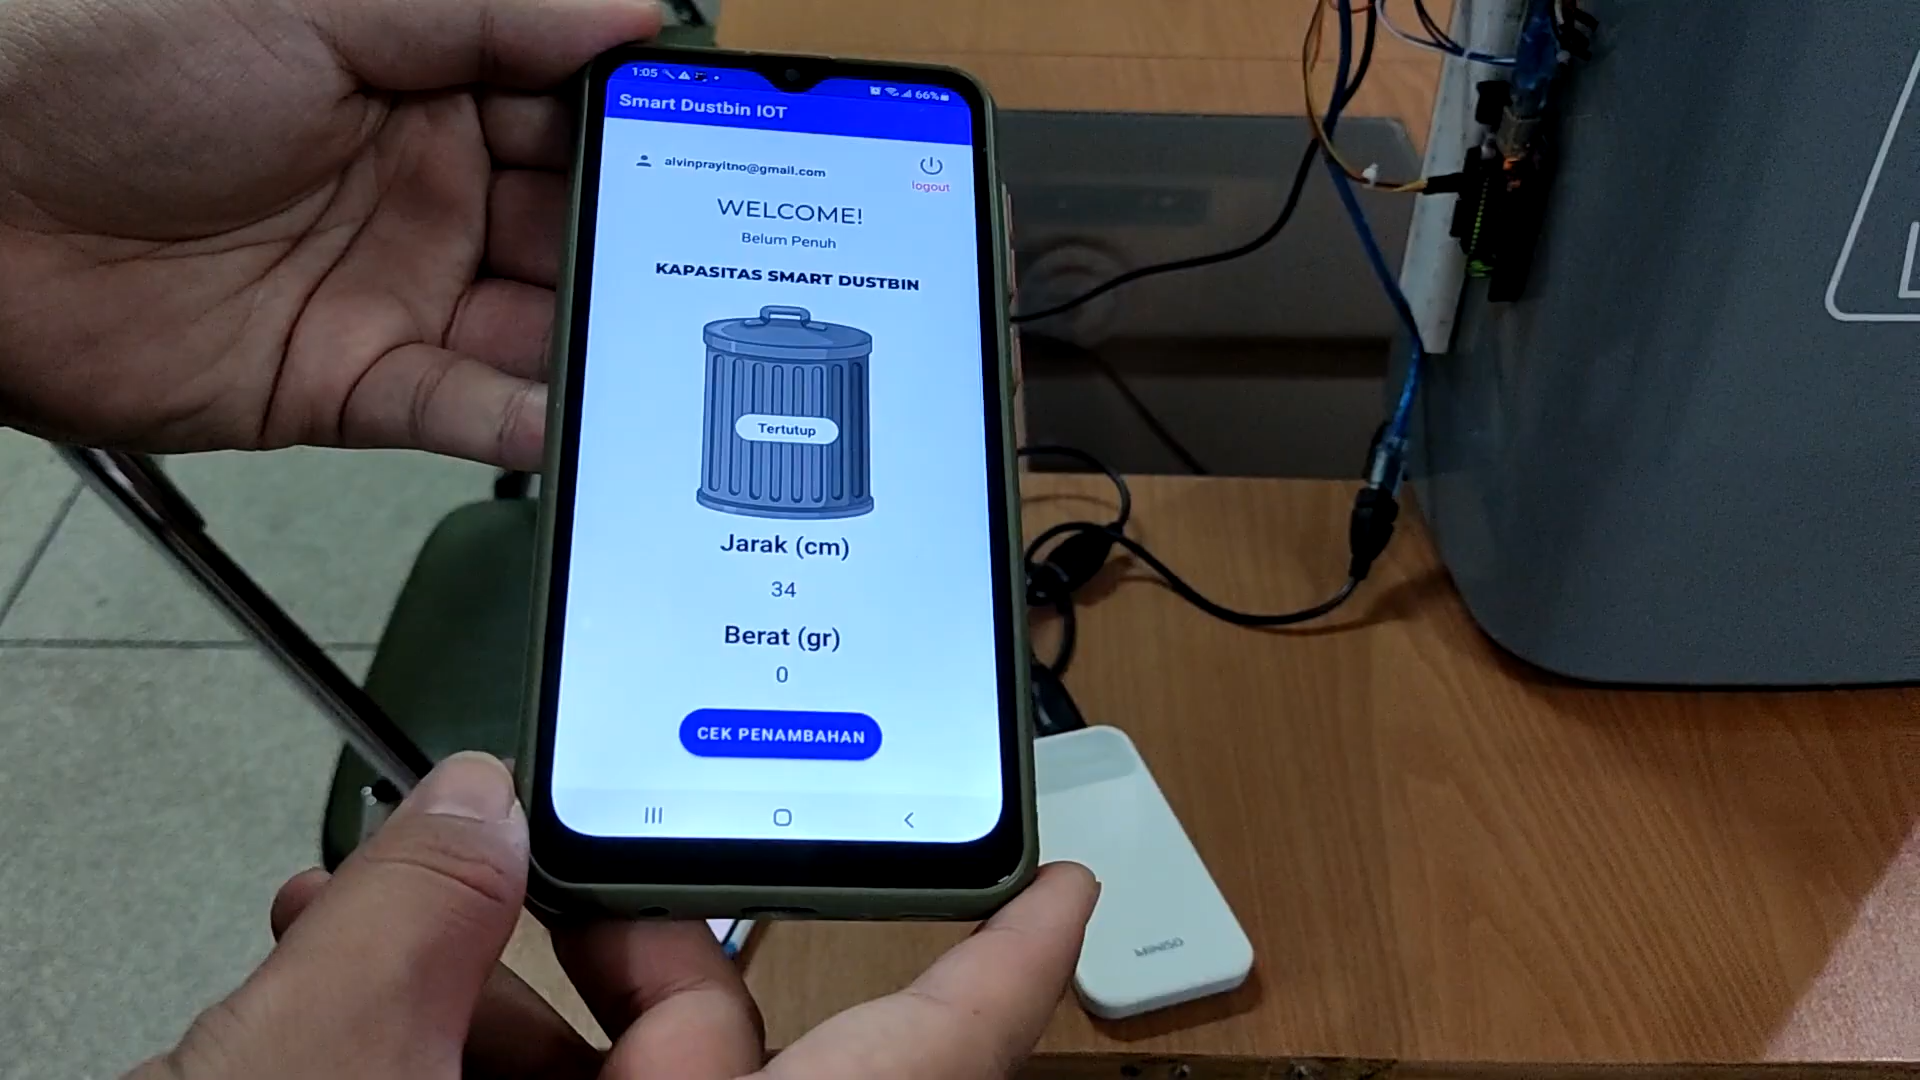 1:05
66%
Smart Dustbin IOT
alvinprayitno@gmail.com
logout
WELCOME!
Belum Penuh
KAPASITAS SMART DUSTBIN
Tertutup
Jarak (cm)
34
Berat (gr)
0
CEK PENAMBAHAN
MINISO